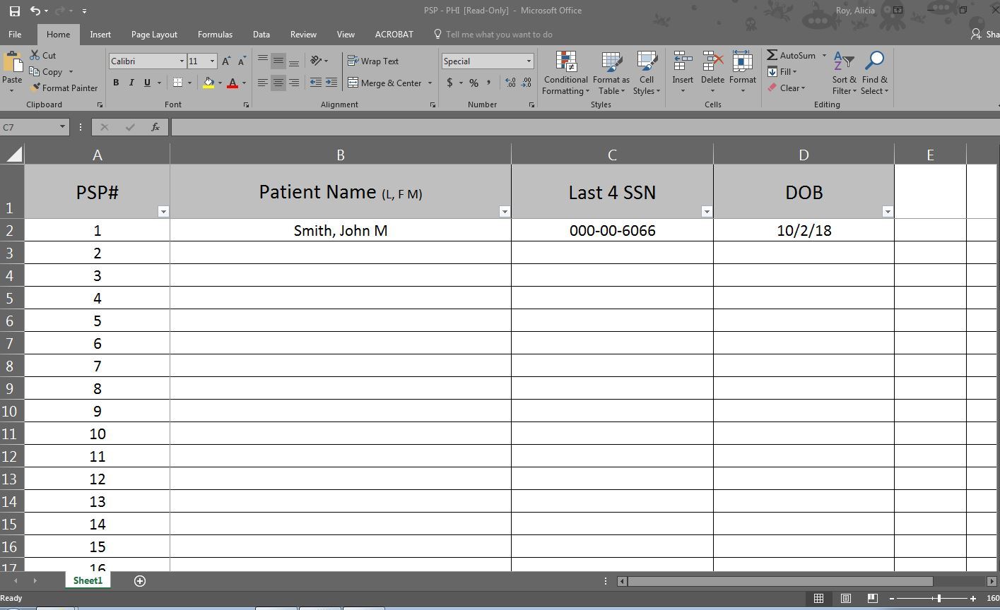 PSP - PHI [Read-Only] - Microsoft Office
Roy, Alicia
File Home Insert Page Layout Formulas Data Review View ACROBAT Tell me what you want to do
Paste
Cut
Copy
Format Painter
Clipboard
Calibri 11
B I U
Font
Wrap Text
Merge & Center
Alignment
Special
$ %
Number
Conditional Formatting
Format as Table
Cell Styles
Styles
Insert
Delete
Format
Cells
AutoSum
Fill
Clear
Sort & Filter
Find & Select
Editing
C7 fx
A B C D E
1 PSP# Patient Name (L, F M) Last 4 SSN DOB
2 1 Smith, John M 000-00-6066 10/2/18
3 2
4 3
5 4
6 5
7 6
8 7
9 8
10 9
11 10
12 11
13 12
14 13
15 14
16 15
17 16
Sheet1
Ready